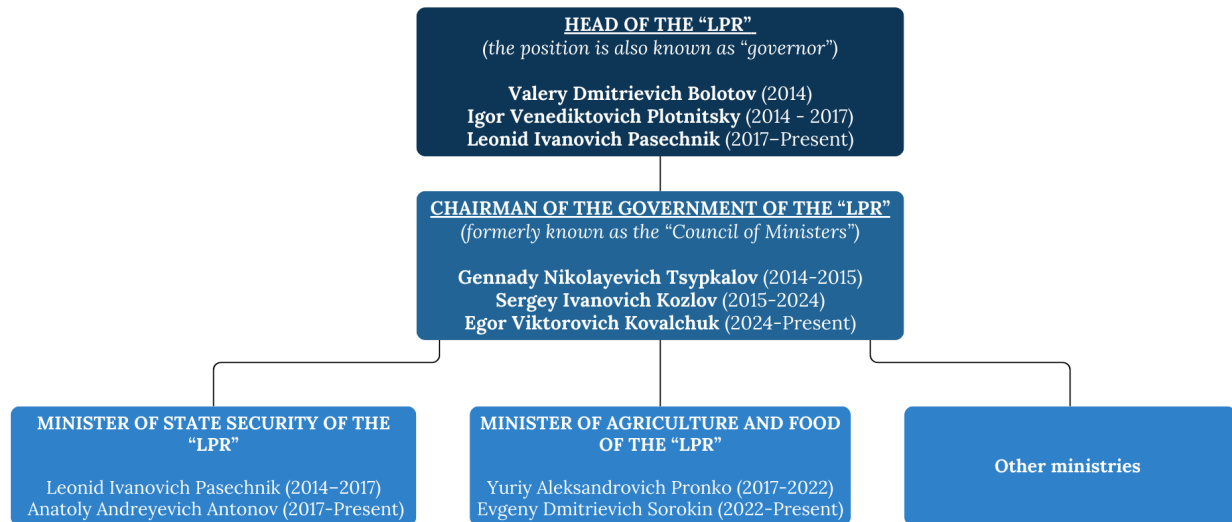 HEAD OF THE “LPR”
(the position is also known as “governor”)
Valery Dmitrievich Bolotov (2014)
Igor Venediktovich Plotnitsky (2014 - 2017)
Leonid Ivanovich Pasechnik (2017–Present)
CHAIRMAN OF THE GOVERNMENT OF THE “LPR”
(formerly known as the “Council of Ministers”)
Gennady Nikolayevich Tsypkalov (2014-2015)
Sergey Ivanovich Kozlov (2015-2024)
Egor Viktorovich Kovalchuk (2024-Present)
MINISTER OF STATE SECURITY OF THE
“LPR”
Leonid Ivanovich Pasechnik (2014–2017)
Anatoly Andreyevich Antonov (2017-Present)
MINISTER OF AGRICULTURE AND FOOD
OF THE “LPR”
Yuriy Aleksandrovich Pronko (2017-2022)
Evgeny Dmitrievich Sorokin (2022-Present)
Other ministries